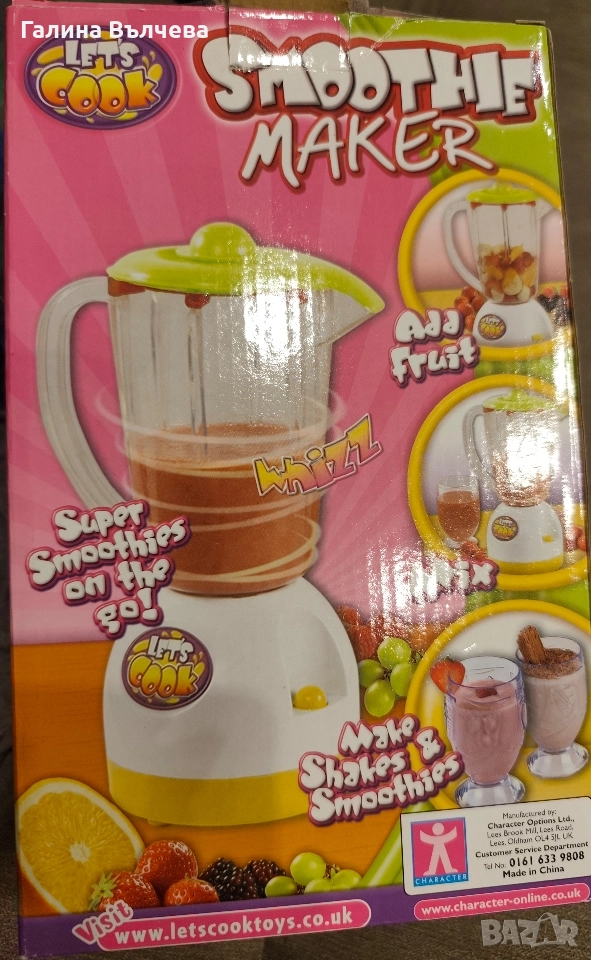 Галина Вълчева
LET'S
COOK
SMOOTHIE
MAKER
Add
Fruit
Whizz
Super
Smoothies
on the
go!
Mix
LET'S
COOK
Make
Shakes &
Smoothies
Manufactured by:
Character Options Ltd.,
Lees Brook Mill, Lees Road,
Lees, Oldham OL4 5JL UK
Customer Service Department
Tel No: 0161 633 9808
Made in China
CHARACTER
Visit
www.letscooktoys.co.uk
www.character-online.co.uk
BAZAR